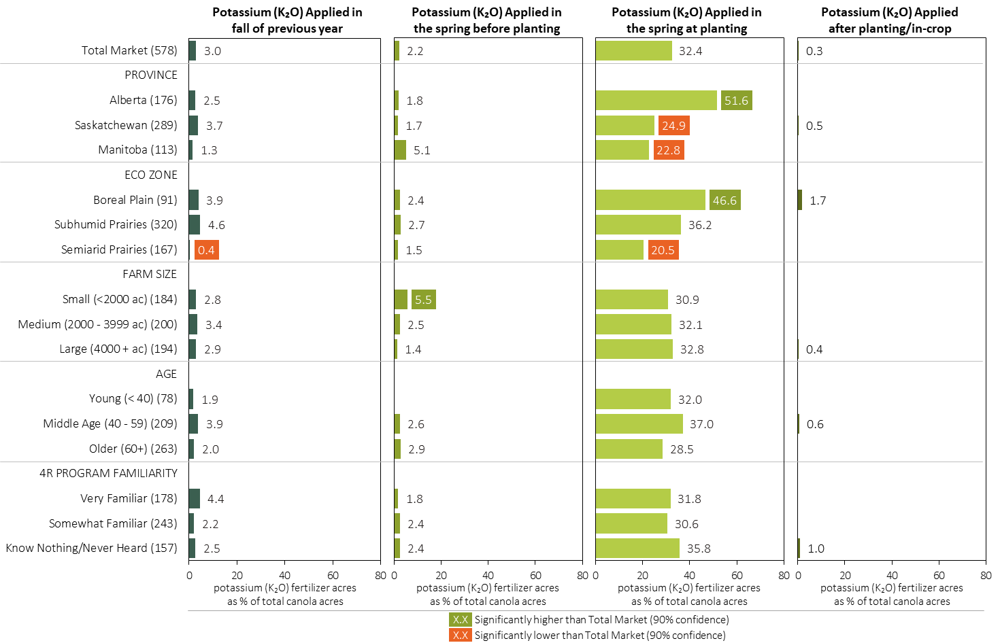 Potassium (K₂O) Applied in
fall of previous year
Potassium (K₂O) Applied in
the spring before planting
Potassium (K₂O) Applied in
the spring at planting
Potassium (K₂O) Applied
after planting/in-crop
Total Market (578) 3.0 2.2 32.4 0.3
PROVINCE
Alberta (176) 2.5 1.8 51.6
Saskatchewan (289) 3.7 1.7 24.9 0.5
Manitoba (113) 1.3 5.1 22.8
ECO ZONE
Boreal Plain (91) 3.9 2.4 46.6 1.7
Subhumid Prairies (320) 4.6 2.7 36.2
Semiarid Prairies (167) 0.4 1.5 20.5
FARM SIZE
Small (<2000 ac) (184) 2.8 5.5 30.9
Medium (2000 - 3999 ac) (200) 3.4 2.5 32.1
Large (4000 + ac) (194) 2.9 1.4 32.8 0.4
AGE
Young (< 40) (78) 1.9 32.0
Middle Age (40 - 59) (209) 3.9 2.6 37.0 0.6
Older (60+) (263) 2.0 2.9 28.5
4R PROGRAM FAMILIARITY
Very Familiar (178) 4.4 1.8 31.8
Somewhat Familiar (243) 2.2 2.4 30.6
Know Nothing/Never Heard (157) 2.5 2.4 35.8 1.0
0 20 40 60 80 0 20 40 60 80 0 20 40 60 80 0 20 40 60 80
potassium (K₂O) fertilizer acres
as % of total canola acres
potassium (K₂O) fertilizer acres
as % of total canola acres
potassium (K₂O) fertilizer acres
as % of total canola acres
potassium (K₂O) fertilizer acres
as % of total canola acres
X.X Significantly higher than Total Market (90% confidence)
X.X Significantly lower than Total Market (90% confidence)